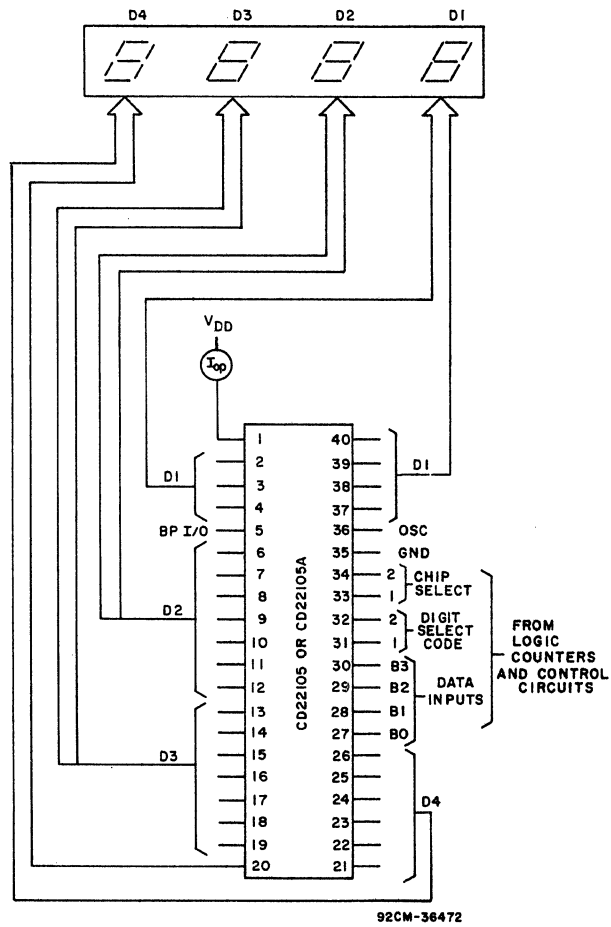 D4 D3 D2 D1
VDD
Iop
1 40
2 39
D1 3 38 D1
4 37
BP I/O 5 36 OSC
6 35 GND
7 34 2 CHIP
8 33 1 SELECT
D2 9 32 2 DIGIT
SELECT
10 31 1 CODE
11 30 B3
12 29 B2 DATA
13 28 B1 INPUTS
14 27 B0
D3 15 26
16 25
17 24 D4
18 23
19 22
20 21
CD22105 OR CD22105A
FROM
LOGIC
COUNTERS
AND CONTROL
CIRCUITS
92CM-36472